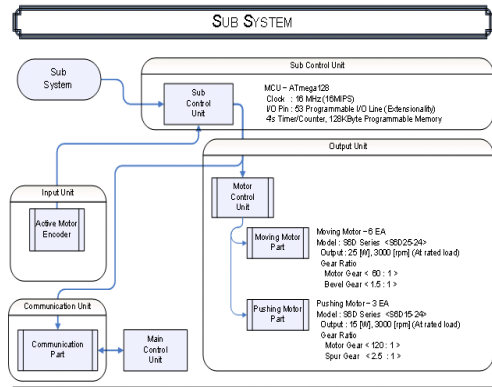 SUB SYSTEM
Sub
System
Sub Control Unit
Sub
Control
Unit
MCU – ATmega128
Clock : 16 MHz (16MIPS)
I/O Pin : 53 Programmable I/O Line (Extensionality)
4s Timer/Counter, 128KByte Programmable Memory
Output Unit
Motor
Control
Unit
Input Unit
Active Motor
Encoder
Moving Motor
Part
Moving Motor – 6 EA
Model : S6D Series <S6D25-24>
Output : 25 [W], 3000 [rpm] (At rated load)
Gear Ratio
Motor Gear < 60 : 1 >
Bevel Gear < 1.5 : 1 >
Pushing Motor
Part
Pushing Motor – 3 EA
Model : S6D Series <S6D15-24>
Output : 15 [W], 3000 [rpm] (At rated load)
Gear Ratio
Motor Gear < 120 : 1 >
Spur Gear < 2.5 : 1 >
Communication Unit
Communication
Part
Main
Control
Unit